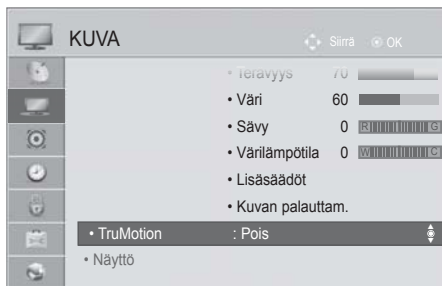 KUVA
Siirrä OK
• Terävyys 70
• Väri 60
• Sävy 0 R G
• Värilämpötila 0 W C
• Lisäsäädöt
• Kuvan palauttam.
• TruMotion : Pois
• Näyttö